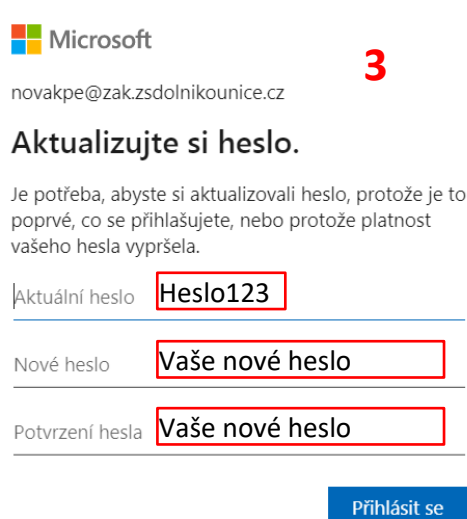 Microsoft
3
novakpe@zak.zsdolnikounice.cz
Aktualizujte si heslo.
Je potřeba, abyste si aktualizovali heslo, protože je to
poprvé, co se přihlašujete, nebo protože platnost
vašeho hesla vypršela.
Aktuální heslo Heslo123
Nové heslo Vaše nové heslo
Potvrzení hesla Vaše nové heslo
Přihlásit se